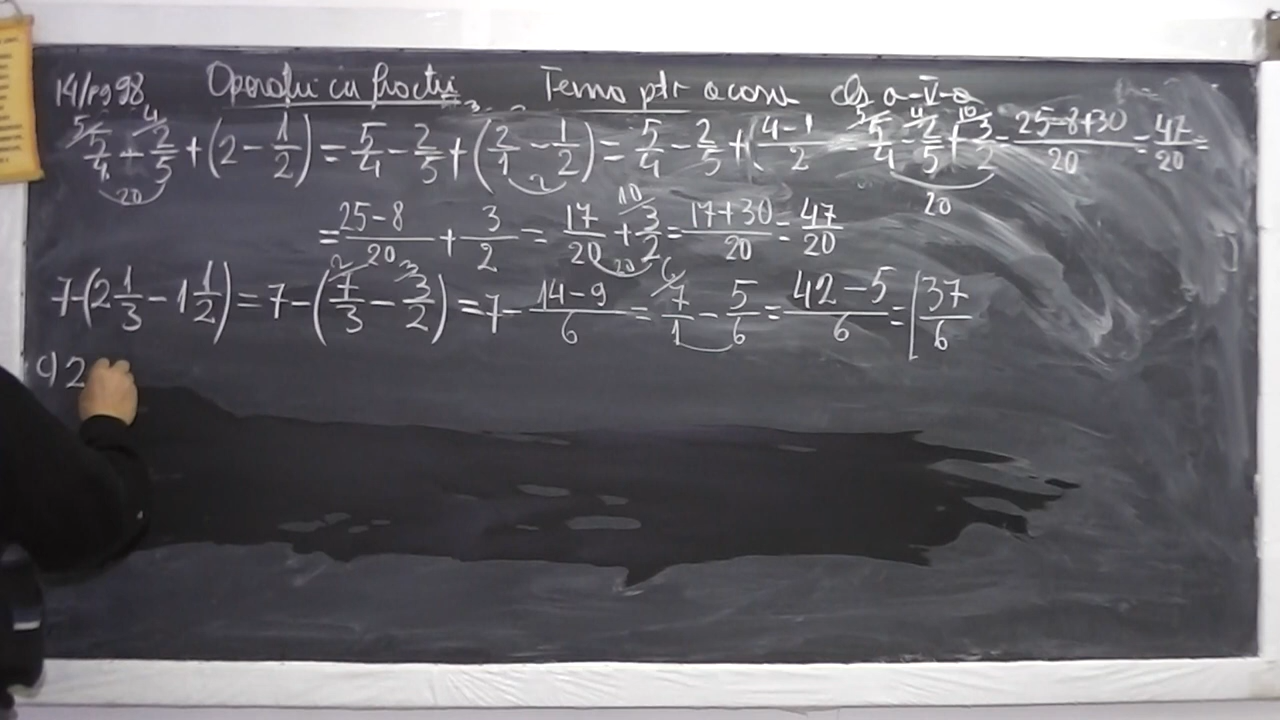 14/pg 98 Operații cu fracții Tema ptr acasă cls a-V-a
5/4 + 2/5 + (2 - 1/2) = 5/4 - 2/5 + (2/1 - 1/2) = 5/4 - 2/5 + (4-1/2 = 5/4 - 2/5 + 3/2 = 25-8+30/20 = 47/20 =
= 25-8/20 + 3/2 = 17/20 + 3/2 = 17+30/20 = 47/20
7-(2 1/3 - 1 1/2) = 7-(7/3 - 3/2) = 7 - 14-9/6 = 7/1 - 5/6 = 42-5/6 = 37/6
c) 2